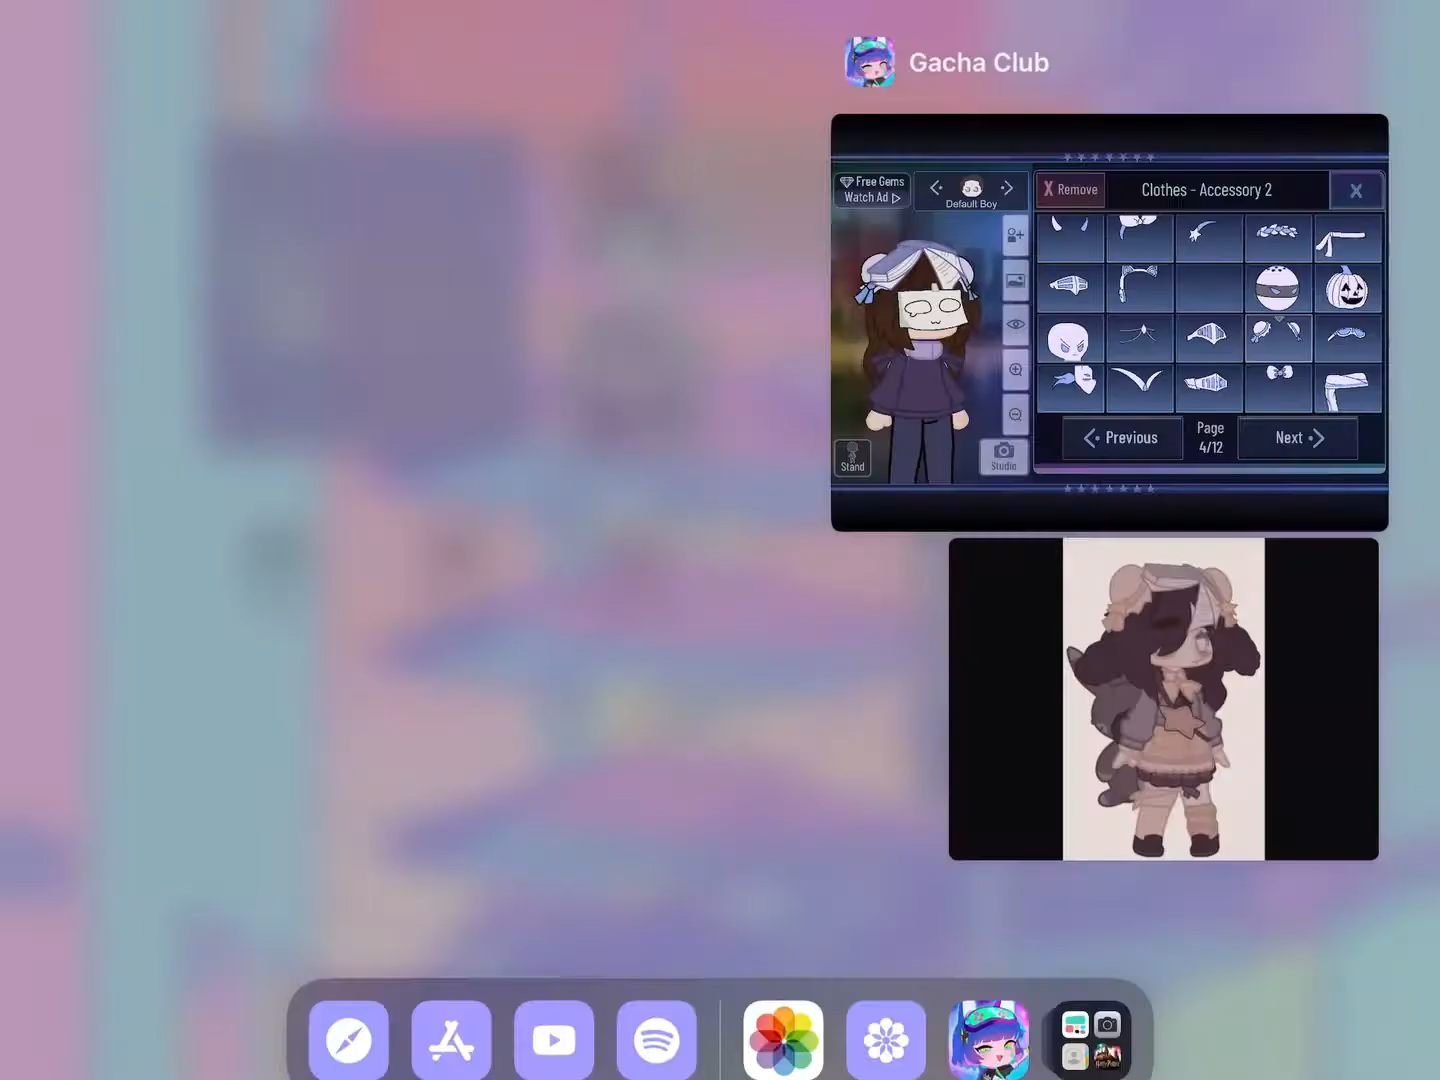 Gacha Club
Free Gems
Watch Ad
Default Boy
X Remove
Clothes - Accessory 2
X
Stand
Studio
Previous
Page
4/12
Next